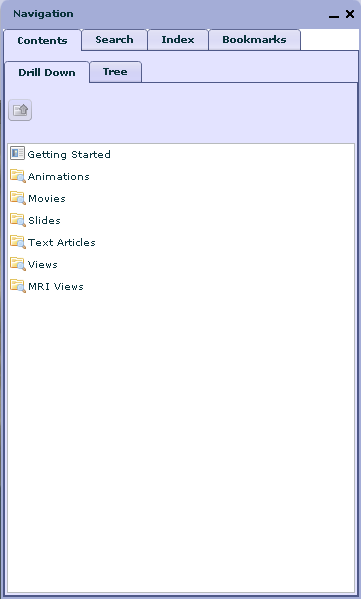 Navigation
Contents Search Index Bookmarks
Drill Down Tree
Getting Started
Animations
Movies
Slides
Text Articles
Views
MRI Views